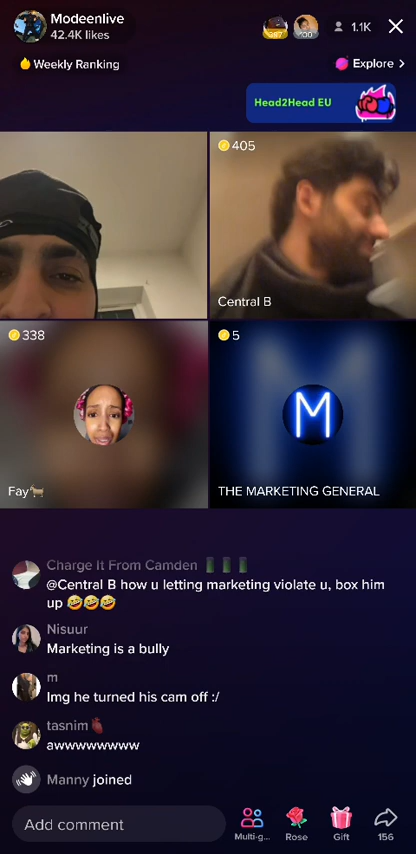 Modeenlive
42.4K likes
1.1K
Weekly Ranking
Explore >
Head2Head EU
405
Central B
338
Fay🐐
5
M
THE MARKETING GENERAL
Charge It From Camden
@Central B how u letting marketing violate u, box him
up 🤣🤣🤣
Nisuur
Marketing is a bully
m
Img he turned his cam off :/
tasnim🫀
awwwwwwww
Manny joined
Add comment
Multi-g...
Rose
Gift
156